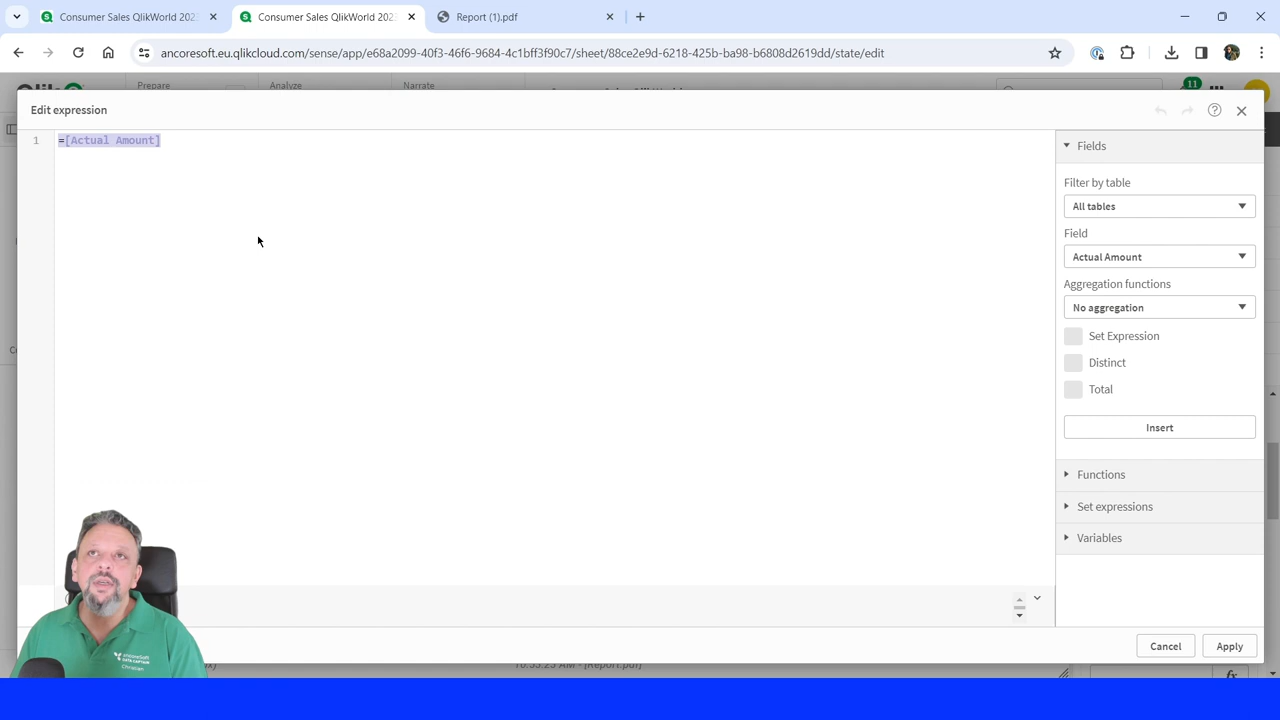 Consumer Sales QlikWorld 202
Consumer Sales QlikWorld 202
Report (1).pdf
ancoresoft.eu.qlikcloud.com/sense/app/e68a2099-40f3-46f6-9684-4c1bff3f90c7/sheet/88ce2e9d-6218-425b-ba98-b6808d2619dd/state/edit
Prepare
Analyze
Narrate
11
Edit expression
1
=[Actual Amount]
Fields
Filter by table
All tables
Field
Actual Amount
Aggregation functions
No aggregation
Set Expression
Distinct
Total
Insert
Functions
Set expressions
Variables
Cancel
Apply
DATA CAPTOR
Christian